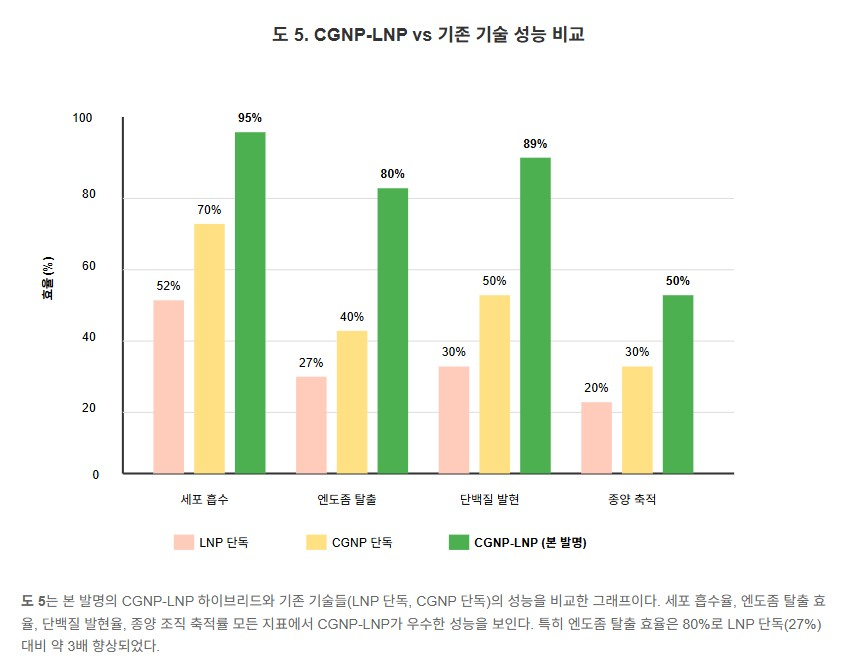 도 5. CGNP-LNP vs 기존 기술 성능 비교
효율 (%)
100
80
60
40
20
0
52%
70%
95%
27%
40%
80%
30%
50%
89%
20%
30%
50%
세포 흡수
엔도좀 탈출
단백질 발현
종양 축적
LNP 단독
CGNP 단독
CGNP-LNP (본 발명)
도 5는 본 발명의 CGNP-LNP 하이브리드와 기존 기술들(LNP 단독, CGNP 단독)의 성능을 비교한 그래프이다. 세포 흡수율, 엔도좀 탈출 효
율, 단백질 발현율, 종양 조직 축적률 모든 지표에서 CGNP-LNP가 우수한 성능을 보인다. 특히 엔도좀 탈출 효율은 80%로 LNP 단독(27%)
대비 약 3배 향상되었다.